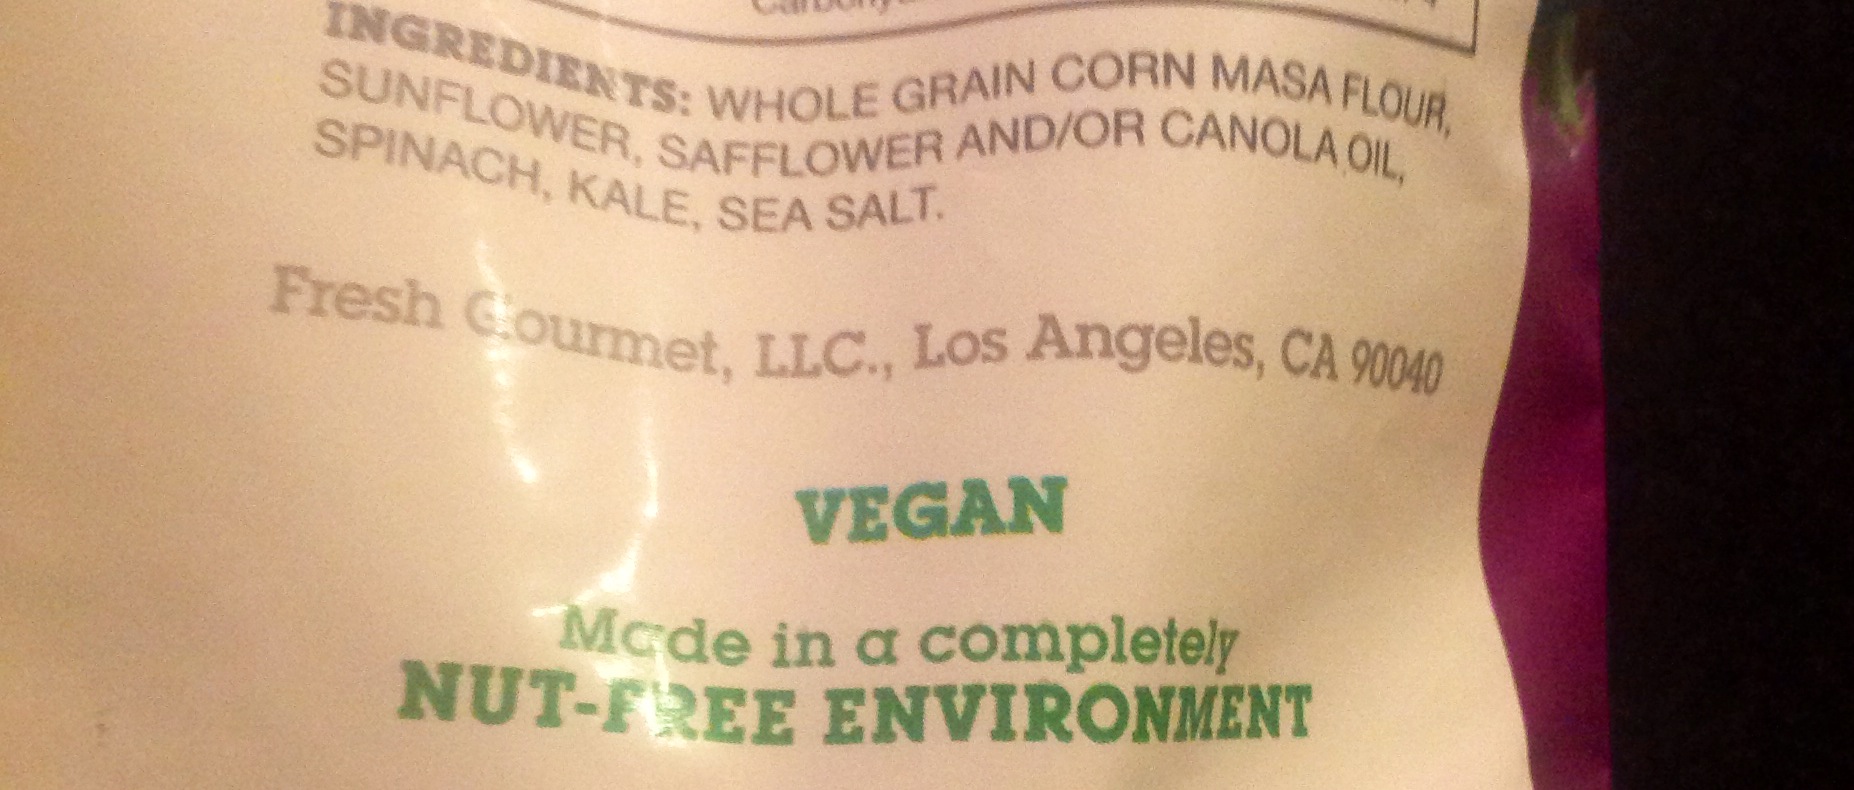 INGREDIENTS: WHOLE GRAIN CORN MASA FLOUR,
SUNFLOWER, SAFFLOWER AND/OR CANOLA OIL,
SPINACH, KALE, SEA SALT.
Fresh Gourmet, LLC., Los Angeles, CA 90040
VEGAN
Made in a completely
NUT-FREE ENVIRONMENT